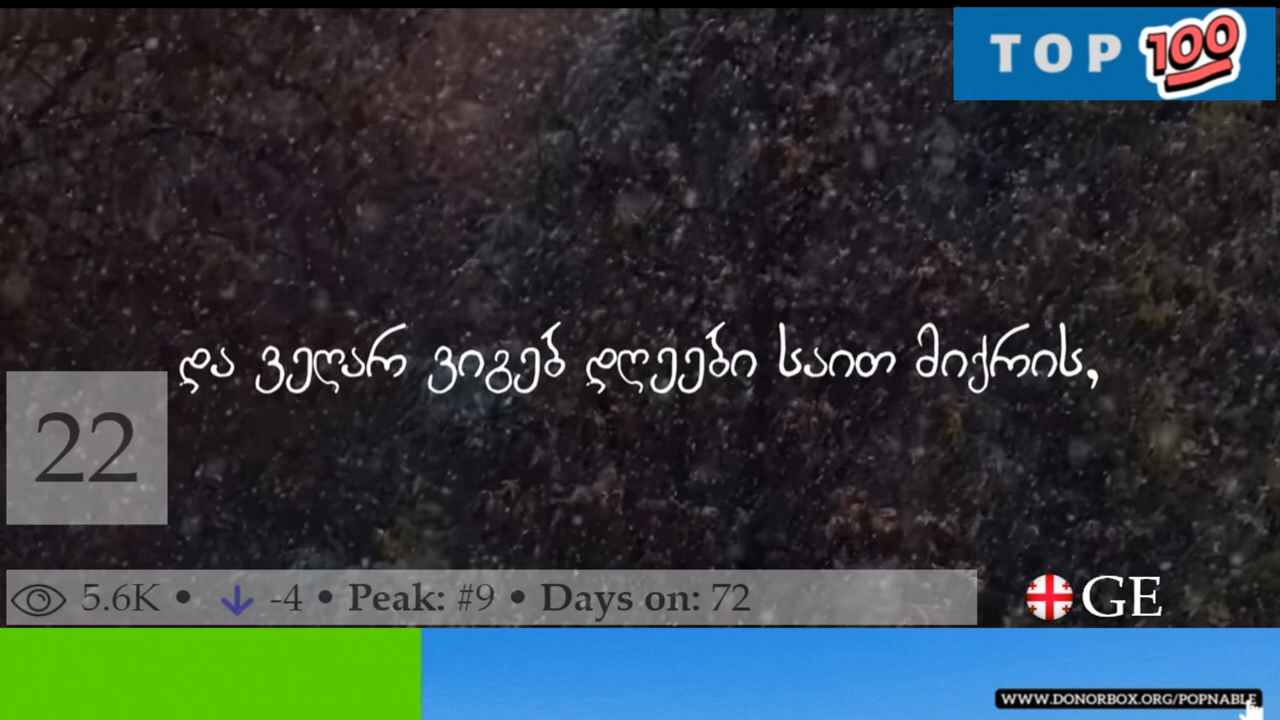 TOP 100
და ვეღარ ვიგებ დღეები საით მიქრის,
22
5.6K • -4 • Peak: #9 • Days on: 72
GE
WWW.DONORBOX.ORG/POPNABLE